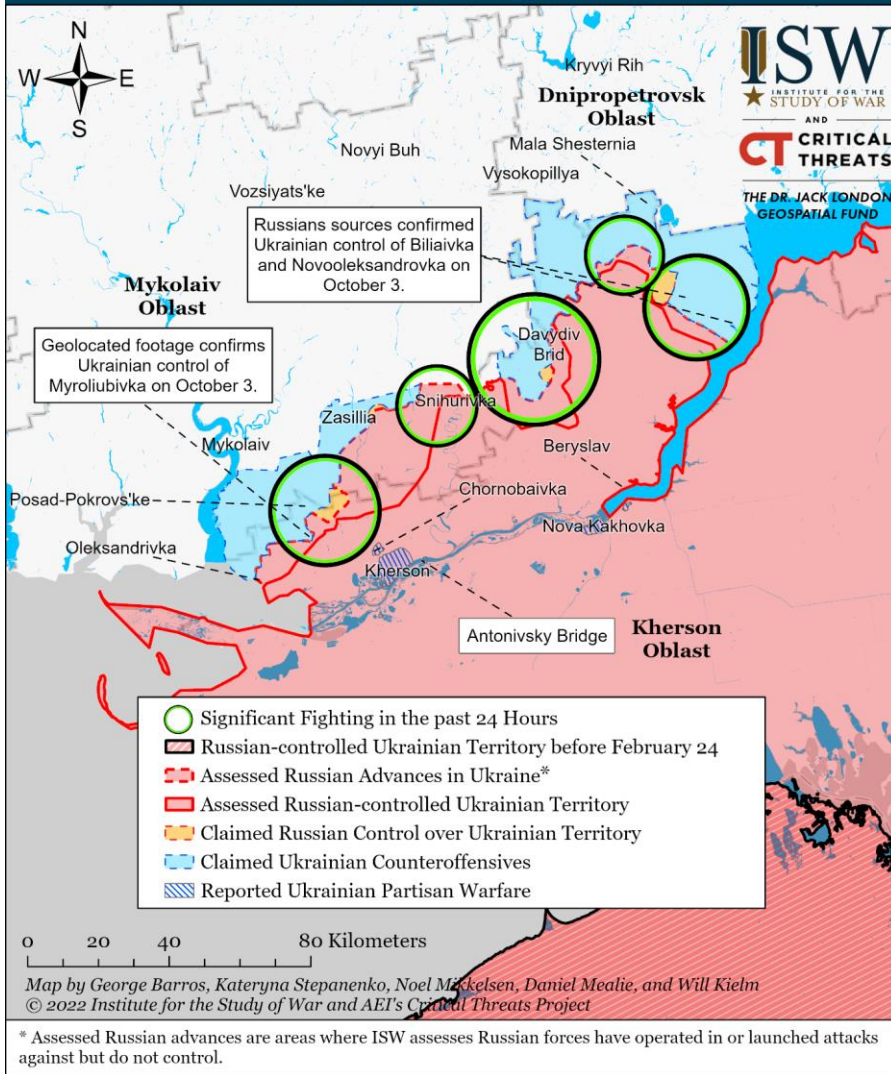 N
W E
S
ISW
INSTITUTE FOR THE
STUDY OF WAR
AND
CT CRITICAL
THREATS
THE DR. JACK LONDON
GEOSPATIAL FUND
Kryvyi Rih
Dnipropetrovsk
Oblast
Mala Shesternia
Novyi Buh
Vysokopillya
Vozsiyats'ke
Russians sources confirmed
Ukrainian control of Biliaivka
and Novooleksandrovka on
October 3.
Mykolaiv
Oblast
Geolocated footage confirms
Ukrainian control of
Myroliubivka on October 3.
Davydiv
Brid
Snihurivka
Zasillia
Mykolaiv
Beryslav
Posad-Pokrovs'ke
Chornobaivka
Nova Kakhovka
Oleksandrivka
Kherson
Antonivsky Bridge
Kherson
Oblast
Significant Fighting in the past 24 Hours
Russian-controlled Ukrainian Territory before February 24
Assessed Russian Advances in Ukraine*
Assessed Russian-controlled Ukrainian Territory
Claimed Russian Control over Ukrainian Territory
Claimed Ukrainian Counteroffensives
Reported Ukrainian Partisan Warfare
0 20 40 80 Kilometers
Map by George Barros, Kateryna Stepanenko, Noel Mikkelsen, Daniel Mealie, and Will Kielm
© 2022 Institute for the Study of War and AEI's Critical Threats Project
* Assessed Russian advances are areas where ISW assesses Russian forces have operated in or launched attacks
against but do not control.